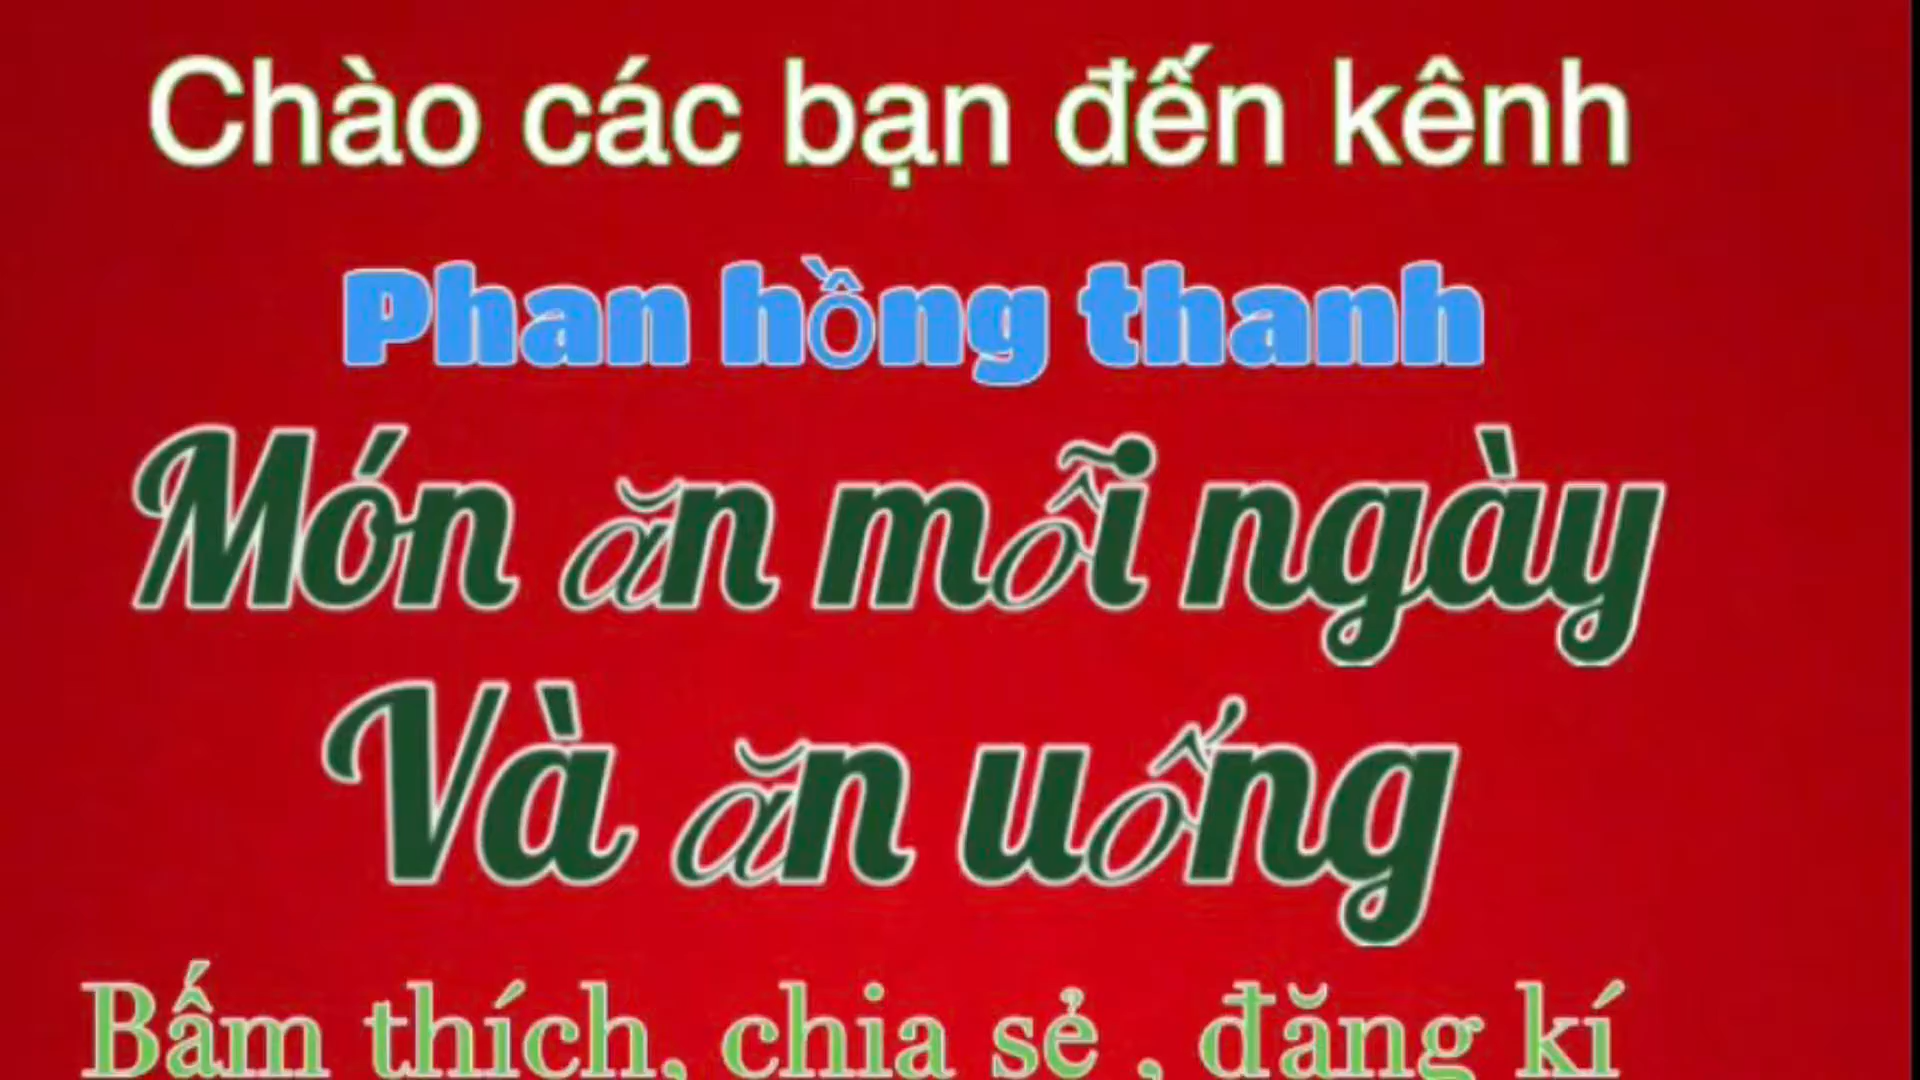 Chào các bạn đến kênh
Phan hồng thanh
Món ăn mỗi ngày
Và ăn uống
Bấm thích, chia sẻ , đăng kí